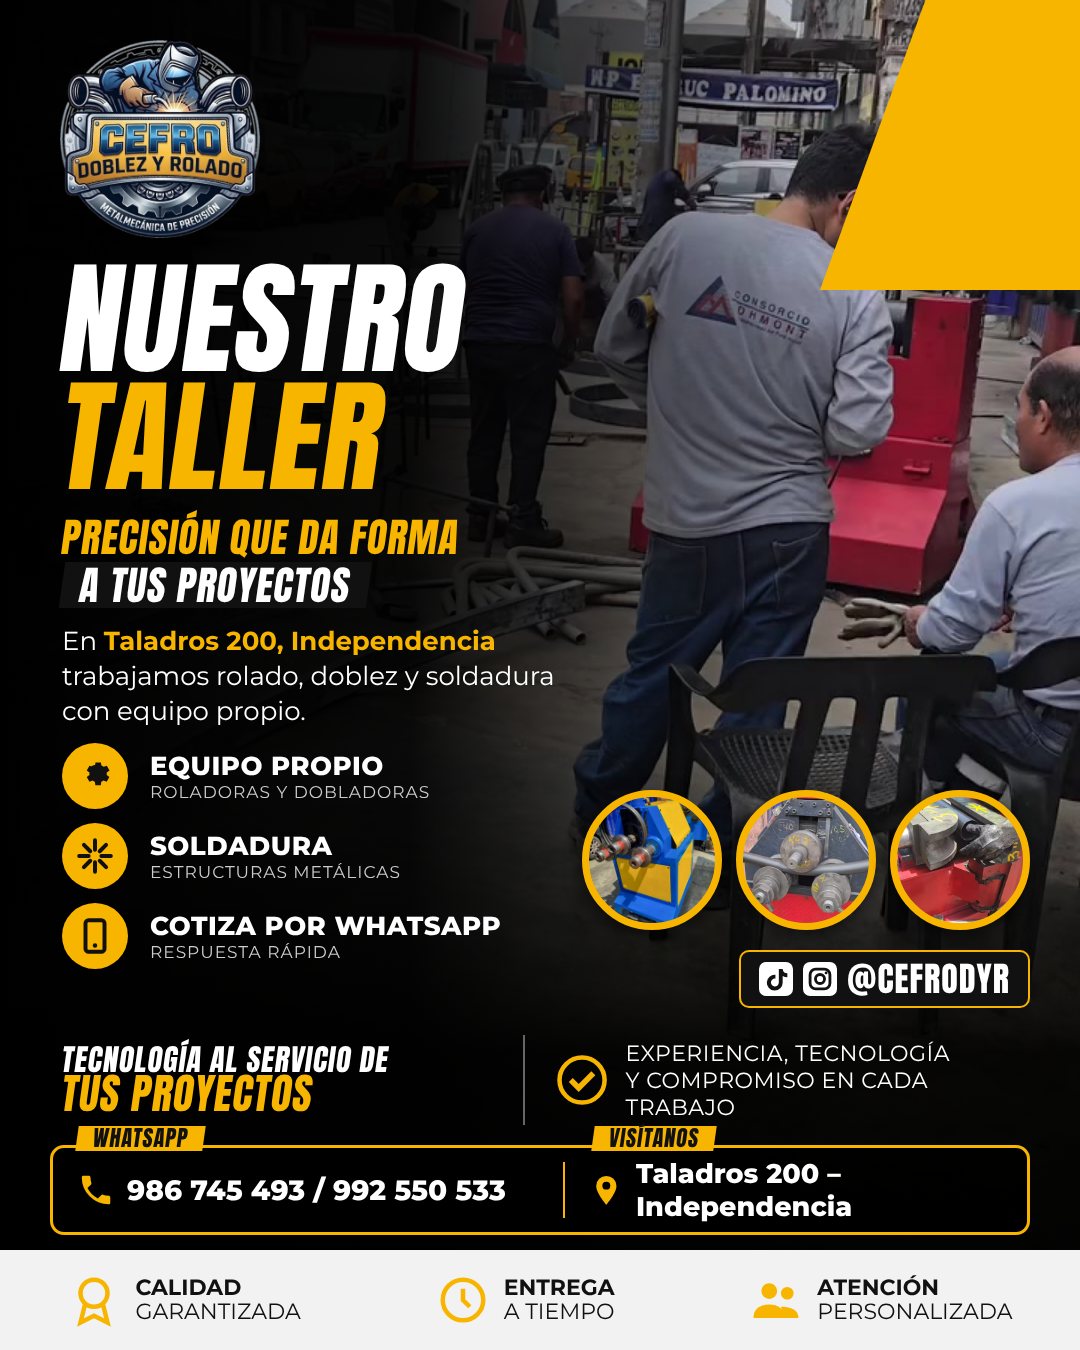 CEFRO
DOBLEZ Y ROLADO
METALMECÁNICA DE PRECISIÓN
PALOMINO
CONSORCIO
NUESTRO
TALLER
PRECISIÓN QUE DA FORMA
A TUS PROYECTOS
En Taladros 200, Independencia
trabajamos rolado, doblez y soldadura
con equipo propio.
EQUIPO PROPIO
ROLADORAS Y DOBLADORAS
SOLDADURA
ESTRUCTURAS METÁLICAS
COTIZA POR WHATSAPP
RESPUESTA RÁPIDA
@CEFRODYR
TECNOLOGÍA AL SERVICIO DE
TUS PROYECTOS
EXPERIENCIA, TECNOLOGÍA
Y COMPROMISO EN CADA
TRABAJO
WHATSAPP
986 745 493 / 992 550 533
VISÍTANOS
Taladros 200 –
Independencia
CALIDAD
GARANTIZADA
ENTREGA
A TIEMPO
ATENCIÓN
PERSONALIZADA